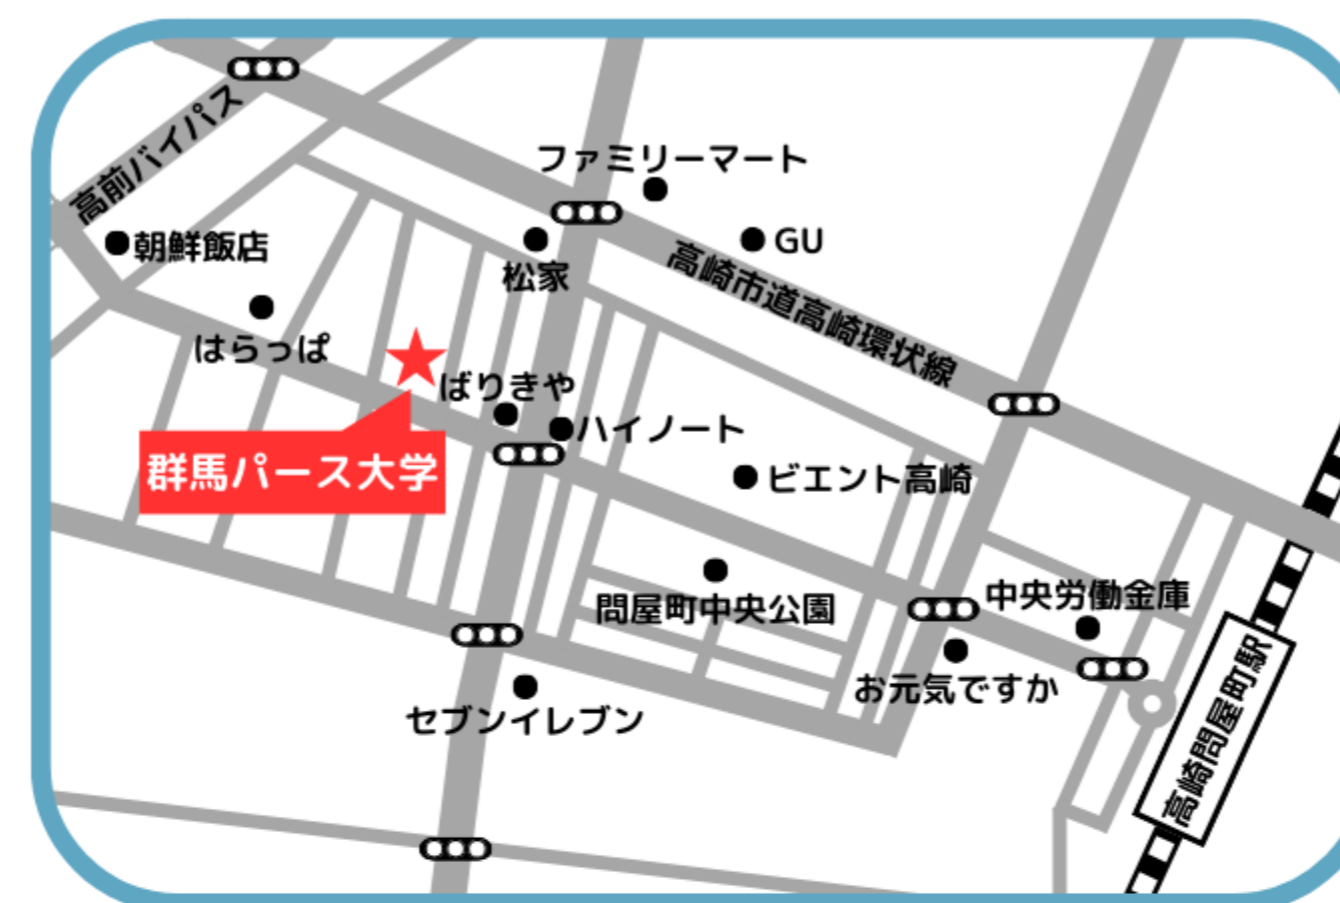 高前バイパス
ファミリーマート
朝鮮飯店
GU
松家
高崎市道高崎環状線
はらっぱ
ばりきや
ハイノート
群馬パース大学
ビエント高崎
問屋町中央公園
中央労働金庫
お元気ですか
セブンイレブン
高崎問屋町駅